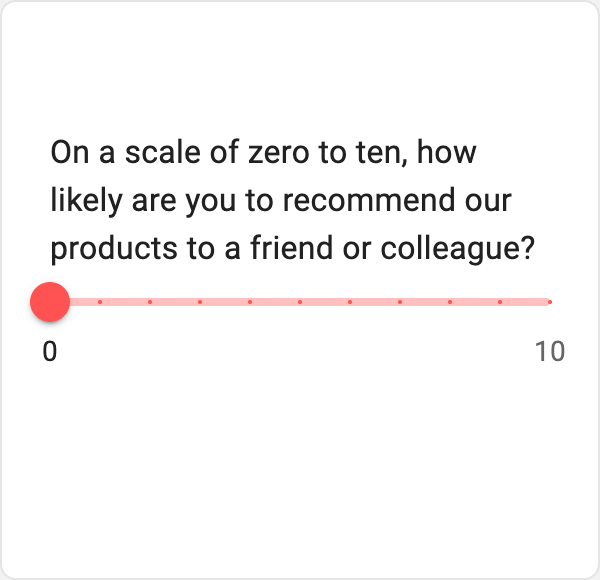 On a scale of zero to ten, how
likely are you to recommend our
products to a friend or colleague?
0 10